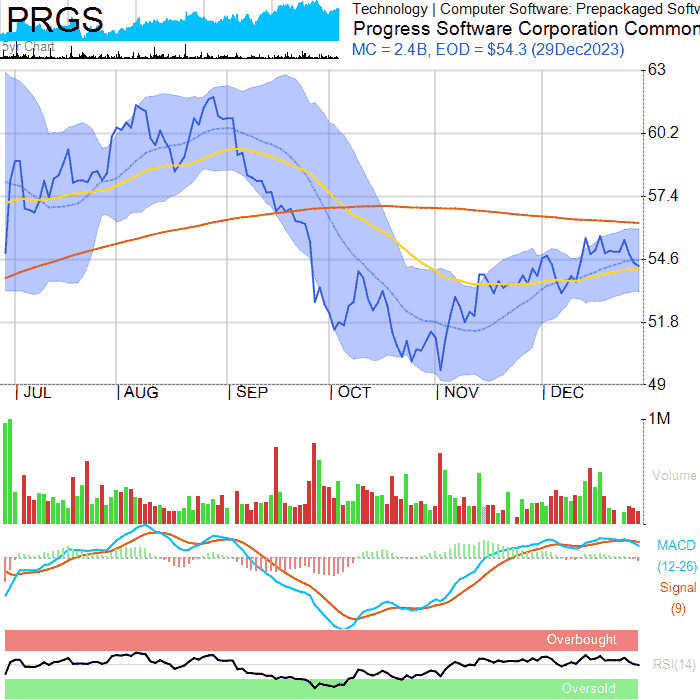 PRGS
5yr Chart
Technology | Computer Software: Prepackaged Softw
Progress Software Corporation Common
MC = 2.4B, EOD = $54.3 (29Dec2023)
63
60.2
57.4
54.6
51.8
49
| JUL | AUG | SEP | OCT | NOV | DEC
1M
Volume
MACD
(12-26)
Signal
(9)
Overbought
RSI(14)
Oversold